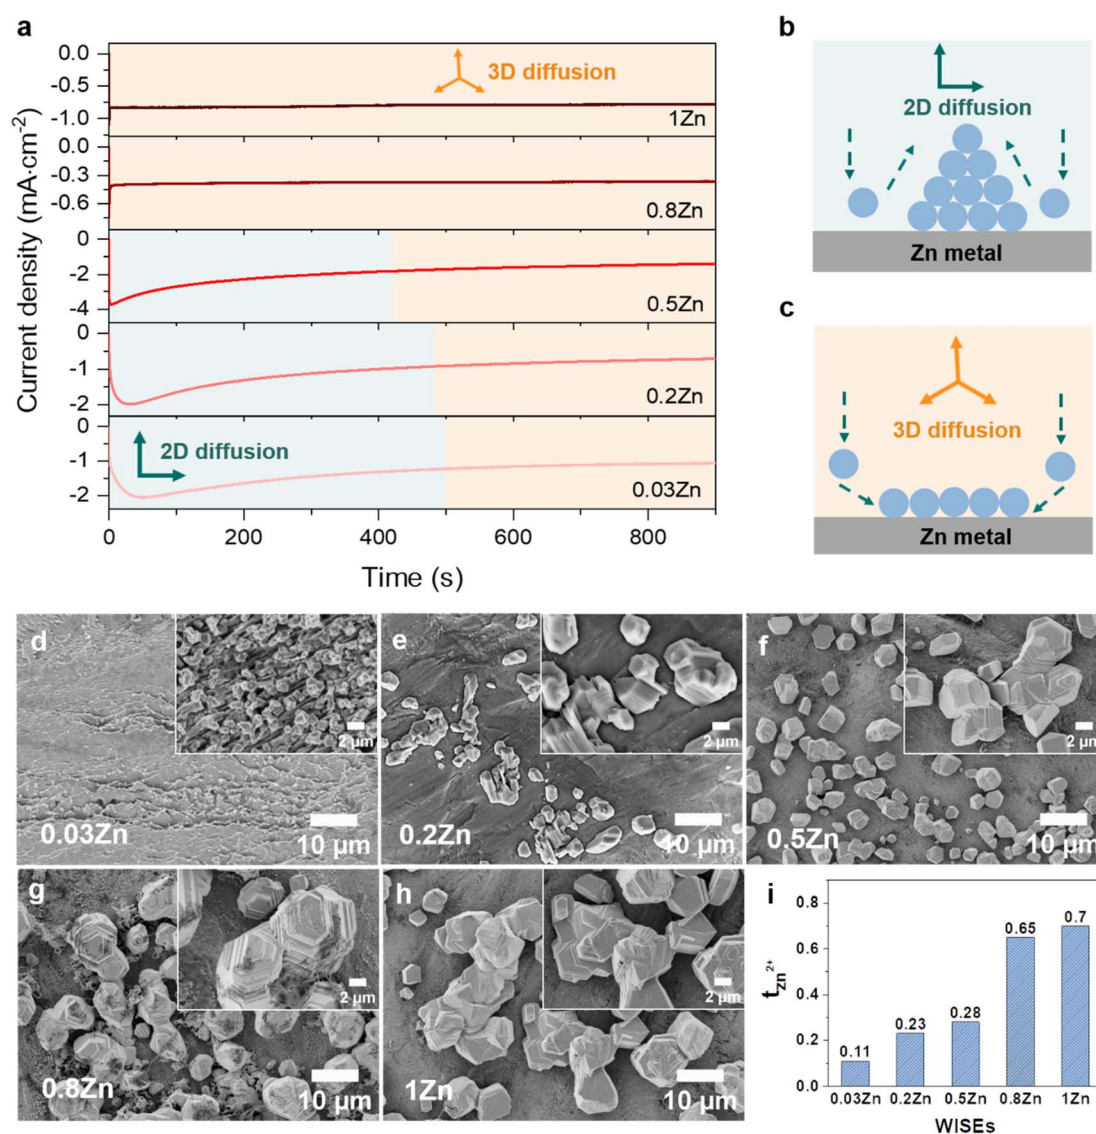 a
Current density (mA·cm⁻²)
0.0
-0.5
-1.0
3D diffusion
1Zn
0.0
-0.3
-0.6
0.8Zn
0
-2
-4
0.5Zn
0
-1
-2
0.2Zn
0
-1
-2
2D diffusion
0.03Zn
0 200 400 600 800
Time (s)
b
2D diffusion
Zn metal
c
3D diffusion
Zn metal
d
2 μm
0.03Zn
10 μm
e
2 μm
0.2Zn
10 μm
f
2 μm
0.5Zn
10 μm
g
2 μm
0.8Zn
10 μm
h
2 μm
1Zn
10 μm
i
tzn²⁺
0.8
0.6
0.4
0.2
0.0
0.11
0.23
0.28
0.65
0.7
0.03Zn 0.2Zn 0.5Zn 0.8Zn 1Zn
WISEs